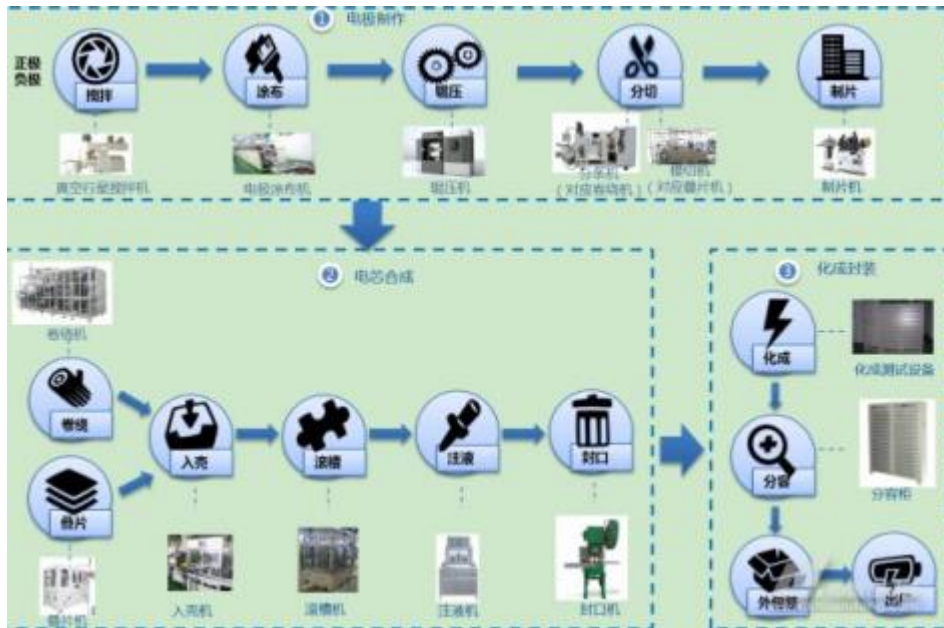 1 电极制作
正极
负极
搅拌
涂布
辊压
分切
制片
真空行星搅拌机
电极涂布机
辊压机
分条机
(对应卷绕机)
模切机
(对应叠片机)
制片机
2 电芯合成
卷绕机
卷绕
叠片
叠片机
入壳
滚槽
注液
封口
入壳机
滚槽机
注液机
封口机
3 化成封装
化成
化成测试设备
分容
分容柜
外包装
出厂